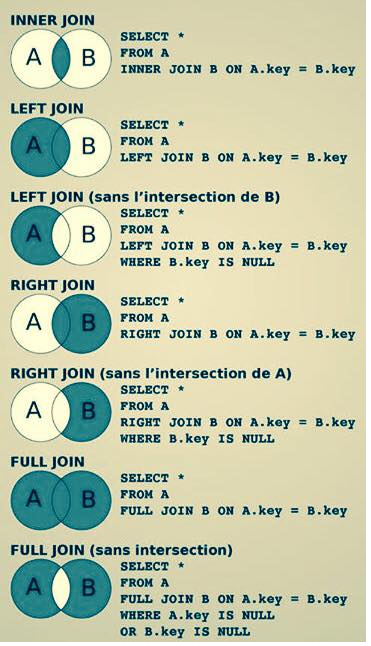 INNER JOIN
A B
SELECT *
FROM A
INNER JOIN B ON A.key = B.key
LEFT JOIN
A B
SELECT *
FROM A
LEFT JOIN B ON A.key = B.key
LEFT JOIN (sans l’intersection de B)
A B
SELECT *
FROM A
LEFT JOIN B ON A.key = B.key
WHERE B.key IS NULL
RIGHT JOIN
A B
SELECT *
FROM A
RIGHT JOIN B ON A.key = B.key
RIGHT JOIN (sans l’intersection de A)
A B
SELECT *
FROM A
RIGHT JOIN B ON A.key = B.key
WHERE B.key IS NULL
FULL JOIN
A B
SELECT *
FROM A
FULL JOIN B ON A.key = B.key
FULL JOIN (sans intersection)
A B
SELECT *
FROM A
FULL JOIN B ON A.key = B.key
WHERE A.key IS NULL
OR B.key IS NULL